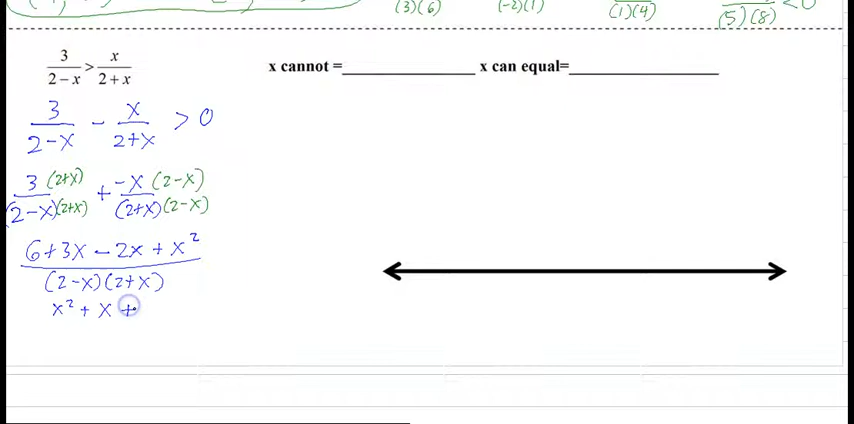 (3)(6) (-2)(1) (1)(4) (5)(8) <0
3/(2-x) > x/(2+x) x cannot =______________ x can equal=________________
3/(2-x) - x/(2+x) > 0
3(2+x)/((2-x)(2+x)) + -x(2-x)/((2+x)(2-x))
6+3x-2x+x²
(2-x)(2+x)
x² + x +